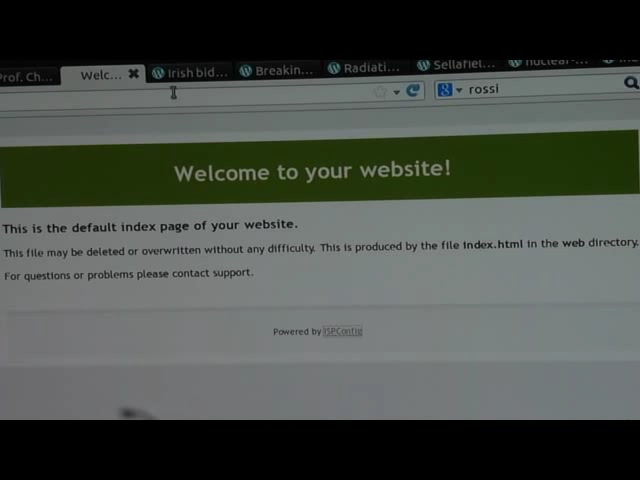 Prof. Ch...
Welc...
Irish bid...
Breakin...
Radiati...
Sellafiel...
nuclear-...
rossi
Welcome to your website!
This is the default index page of your website.
This file may be deleted or overwritten without any difficulty. This is produced by the file index.html in the web directory.
For questions or problems please contact support.
Powered by ISPConfig